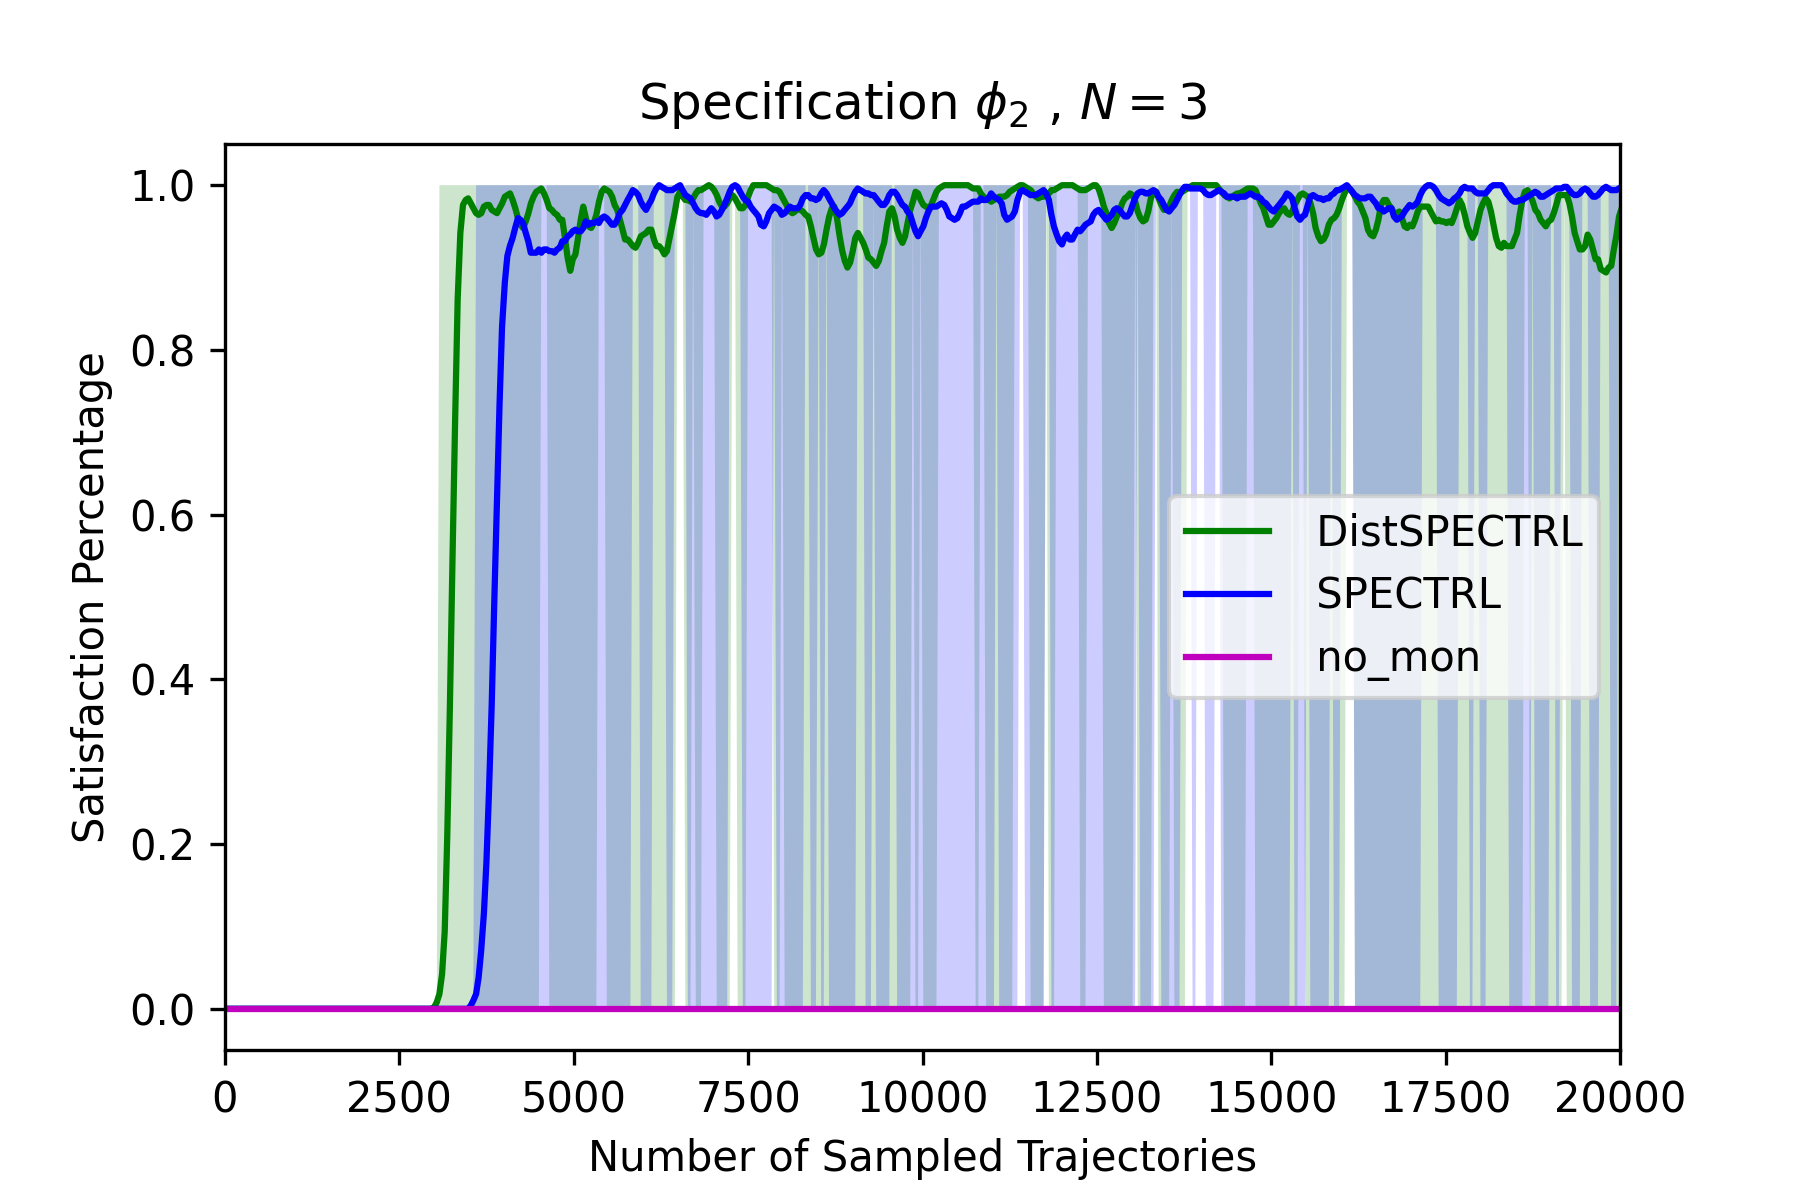 Specification ϕ₂ , N = 3
1.0
0.8
0.6
0.4
0.2
0.0
Satisfaction Percentage
DistSPECTRL
SPECTRL
no_mon
0 2500 5000 7500 10000 12500 15000 17500 20000
Number of Sampled Trajectories